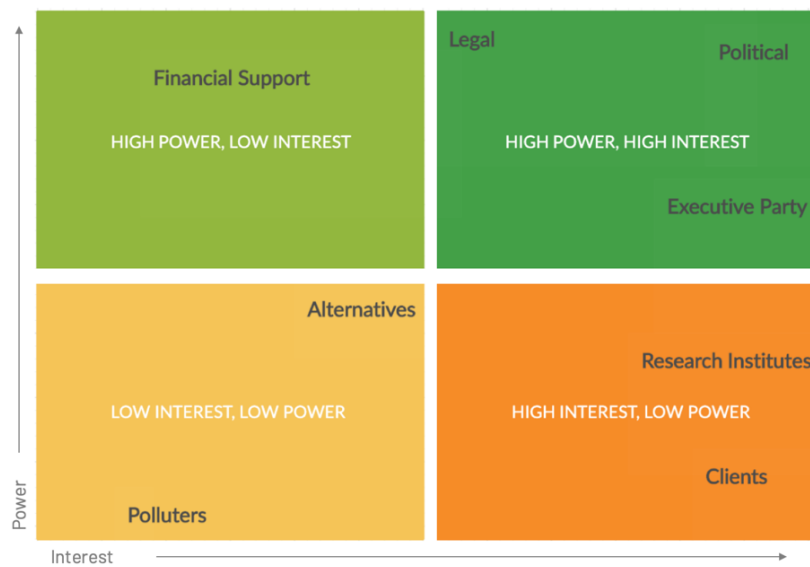 Legal
Political
Financial Support
HIGH POWER, LOW INTEREST
HIGH POWER, HIGH INTEREST
Executive Party
Alternatives
Research Institutes
LOW INTEREST, LOW POWER
HIGH INTEREST, LOW POWER
Clients
Polluters
Power
Interest